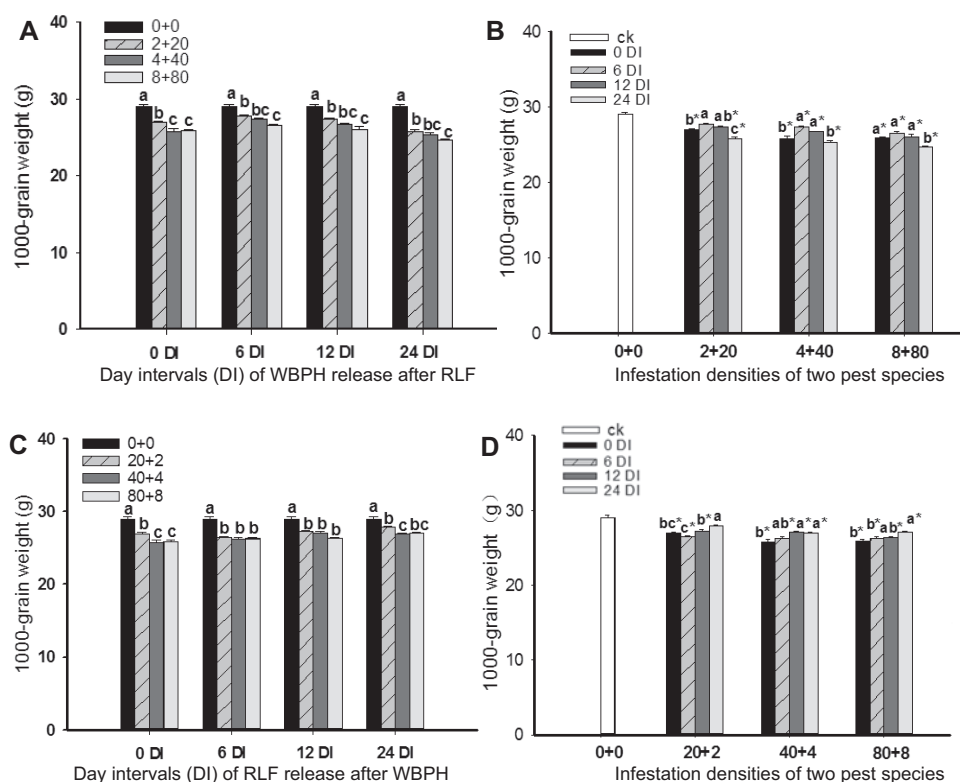 A
40
30
20
10
0
1000-grain weight (g)
0+0
2+20
4+40
8+80
a b c c
a b bc c
a b bc c
a b bc c
0 DI 6 DI 12 DI 24 DI
Day intervals (DI) of WBPH release after RLF
B
40
30
20
10
0
1000-grain weight (g)
ck
0 DI
6 DI
12 DI
24 DI
b* a ab* c*
b* a* a* b*
a* a* a* b*
0+0 2+20 4+40 8+80
Infestation densities of two pest species
C
40
30
20
10
0
1000-grain weight (g)
0+0
20+2
40+4
80+8
a b c c
a b b b
a b b b
a b c bc
0 DI 6 DI 12 DI 24 DI
Day intervals (DI) of RLF release after WBPH
D
40
30
20
10
0
1000-grain weight (g)
ck
0 DI
6 DI
12 DI
24 DI
bc* c* b* a
b* ab* a* a*
b* b* b* a*
0+0 20+2 40+4 80+8
Infestation densities of two pest species